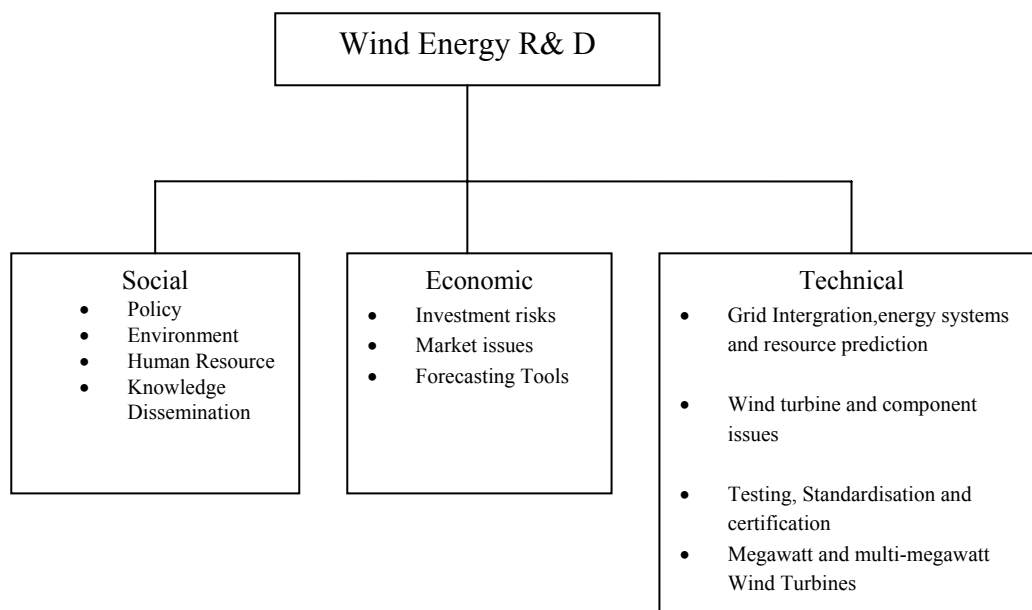 Wind Energy R& D
Social
• Policy
• Environment
• Human Resource
• Knowledge
Dissemination
Economic
• Investment risks
• Market issues
• Forecasting Tools
Technical
• Grid Intergration,energy systems
and resource prediction
• Wind turbine and component
issues
• Testing, Standardisation and
certification
• Megawatt and multi-megawatt
Wind Turbines